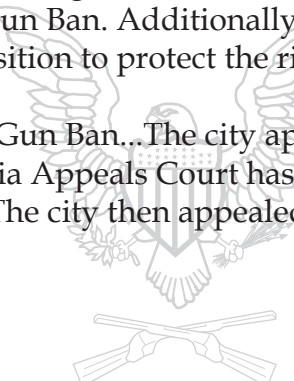 un Ban. Additionally
sition to protect the ri
Gun Ban...The city ap
ia Appeals Court has
The city then appealed